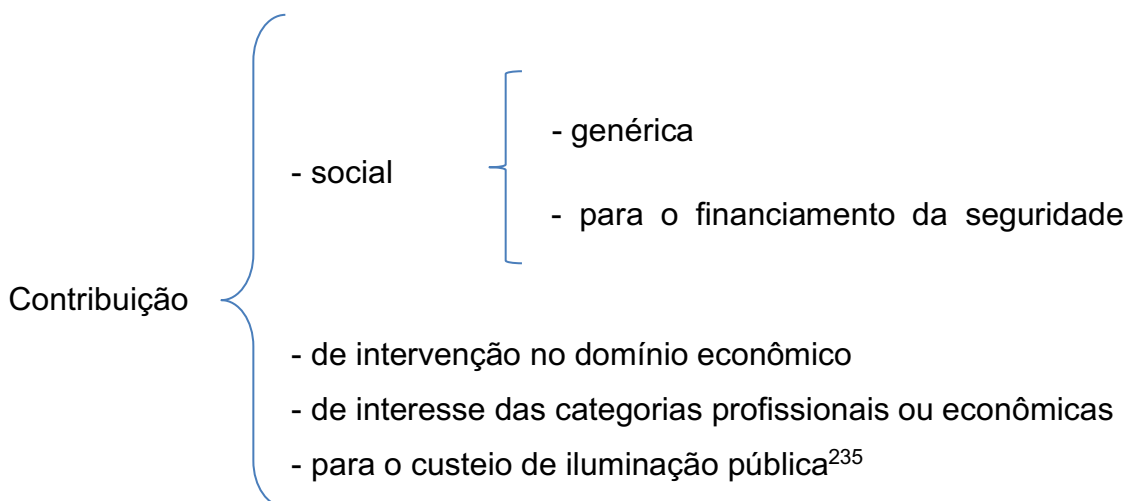 - genérica
- social
- para o financiamento da seguridade
Contribuição
- de intervenção no domínio econômico
- de interesse das categorias profissionais ou econômicas
- para o custeio de iluminação pública235